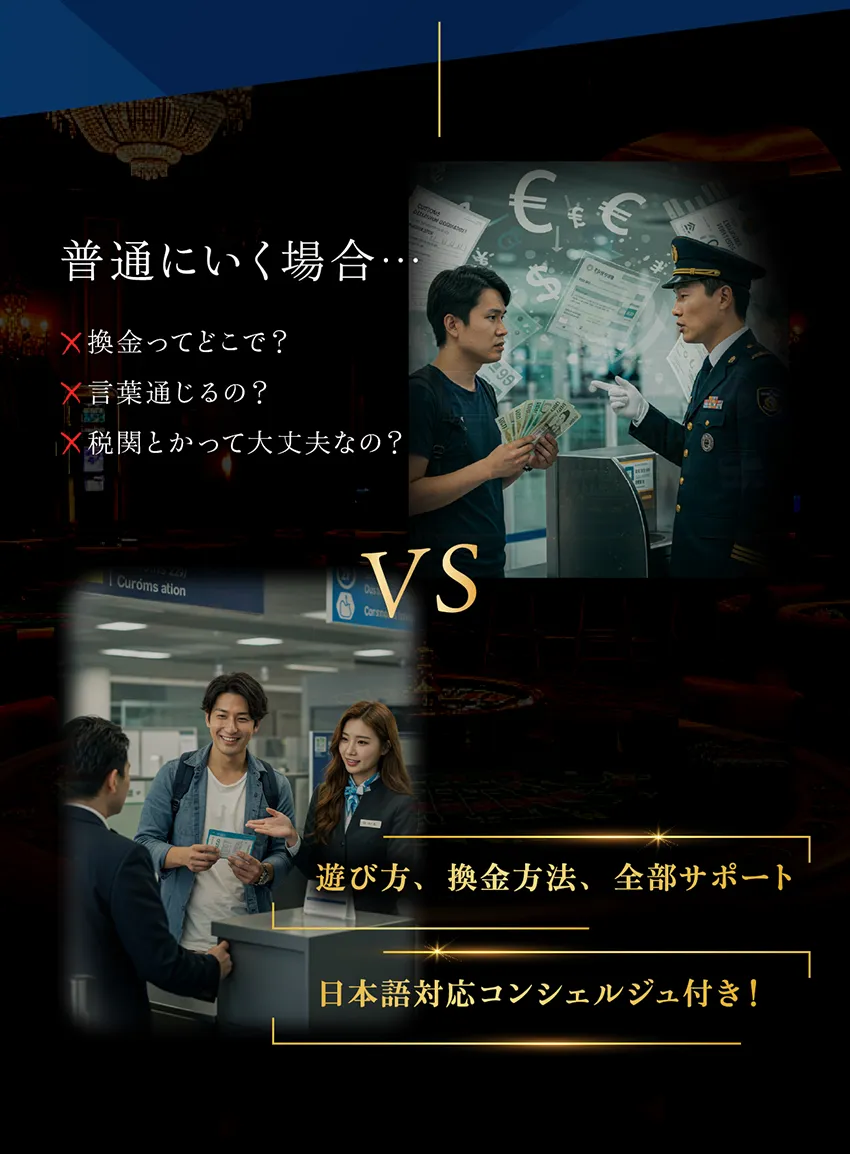 普通にいく場合…
×換金ってどこで？
×言葉通じるの？
×税関とかって大丈夫なの？
VS
Curóms ation
遊び方、換金方法、全部サポート
日本語対応コンシェルジュ付き！